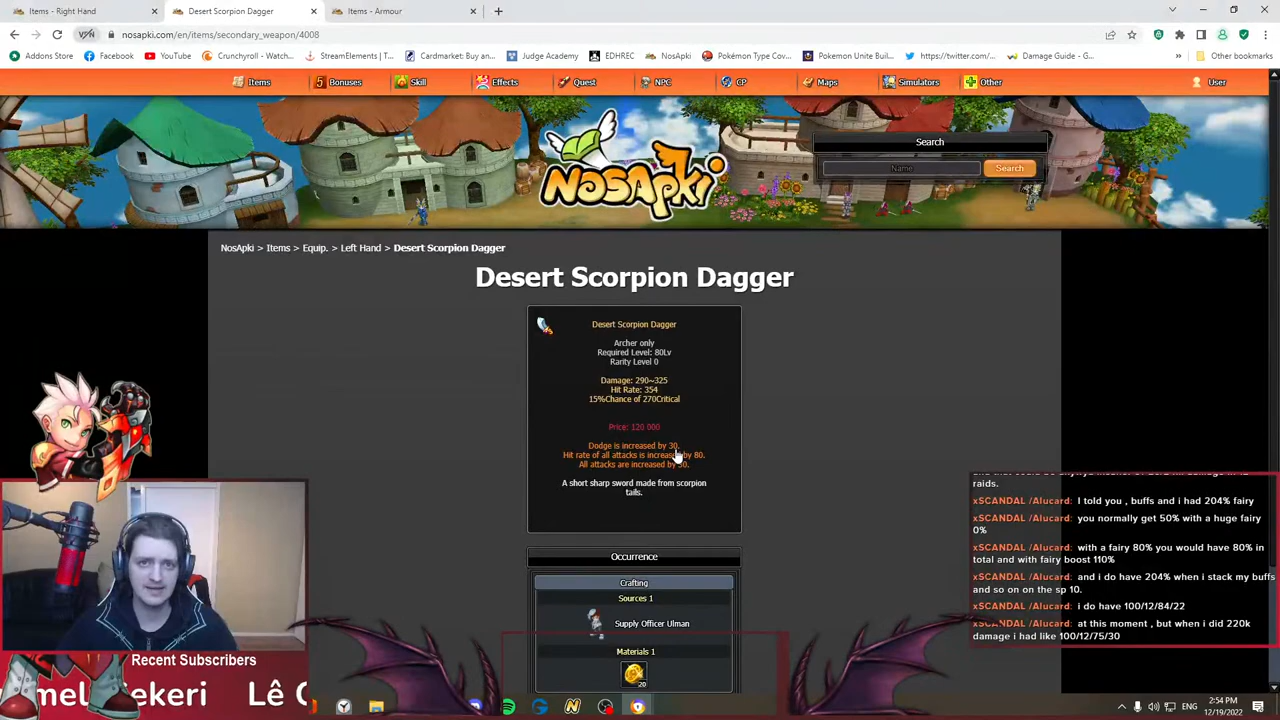 Items - Right Hand
Desert Scorpion Dagger
Items - Armour
nosapki.com/en/items/secondary_weapon/4008
Addons Store
Facebook
YouTube
Crunchyroll - Watch...
StreamElements | D...
Cardmarket: Buy an...
Judge Academy
EDHREC
NosApki
Pokémon Type Cov...
Pokemon Unite Buil...
https://twitter.com/...
Damage Guide - G...
Other bookmarks
Items
Bonuses
Skill
Effects
Quest
NPC
CP
Maps
Simulators
Other
User
NosApki
Search
Name
Search
NosApki > Items > Equip. > Left Hand > Desert Scorpion Dagger
Desert Scorpion Dagger
Desert Scorpion Dagger
Archer only
Required Level: 80Lv
Rarity Level 0
Damage: 290~325
Hit Rate: 354
15%Chance of 270Critical
Price: 120 000
Dodge is increased by 30.
Hit rate of all attacks is increased by 80.
All attacks are increased by
A short sharp sword made from scorpion
tails.
Occurrence
Crafting
Sources 1
Supply Officer Ulman
Materials 1
20
raids.
xSCANDAL /Alucard: I told you , buffs and i had 204% fairy
xSCANDAL /Alucard: you normally get 50% with a huge fairy
0%
xSCANDAL /Alucard: with a fairy 80% you would have 80% in
total and with fairy boost 110%
xSCANDAL /Alucard: and i do have 204% when i stack my buffs
and so on on the sp 10.
xSCANDAL /Alucard: i do have 100/12/84/22
xSCANDAL /Alucard: at this moment , but when i did 220k
damage i had like 100/12/75/30
Recent Subscribers
ekeri
Lê
ENG
2:54 PM
12/19/2022